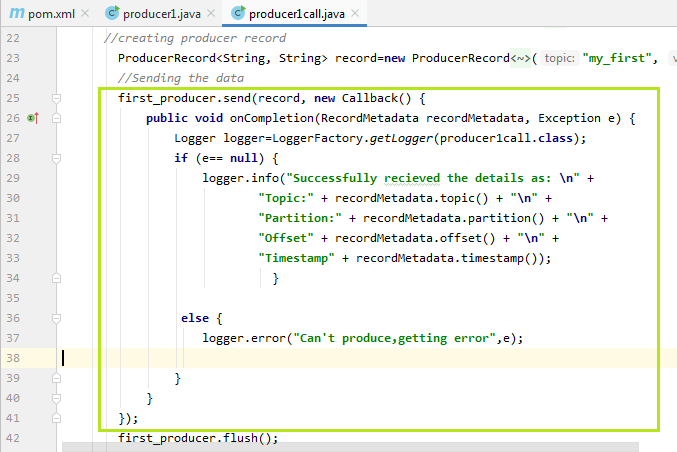 pom.xml × producer1.java × producer1call.java ×
22 //creating producer record
23 ProducerRecord<String, String> record=new ProducerRecord<~>( topic: "my_first",
24 //Sending the data
25 first_producer.send(record, new Callback() {
26 public void onCompletion(RecordMetadata recordMetadata, Exception e) {
27 Logger logger=LoggerFactory.getLogger(producer1call.class);
28 if (e== null) {
29 logger.info("Successfully recieved the details as: \n" +
30 "Topic:" + recordMetadata.topic() + "\n" +
31 "Partition:" + recordMetadata.partition() + "\n" +
32 "Offset" + recordMetadata.offset() + "\n" +
33 "Timestamp" + recordMetadata.timestamp());
34 }
35
36 else {
37 logger.error("Can't produce,getting error",e);
38
39 }
40 }
41 });
42 first_producer.flush();